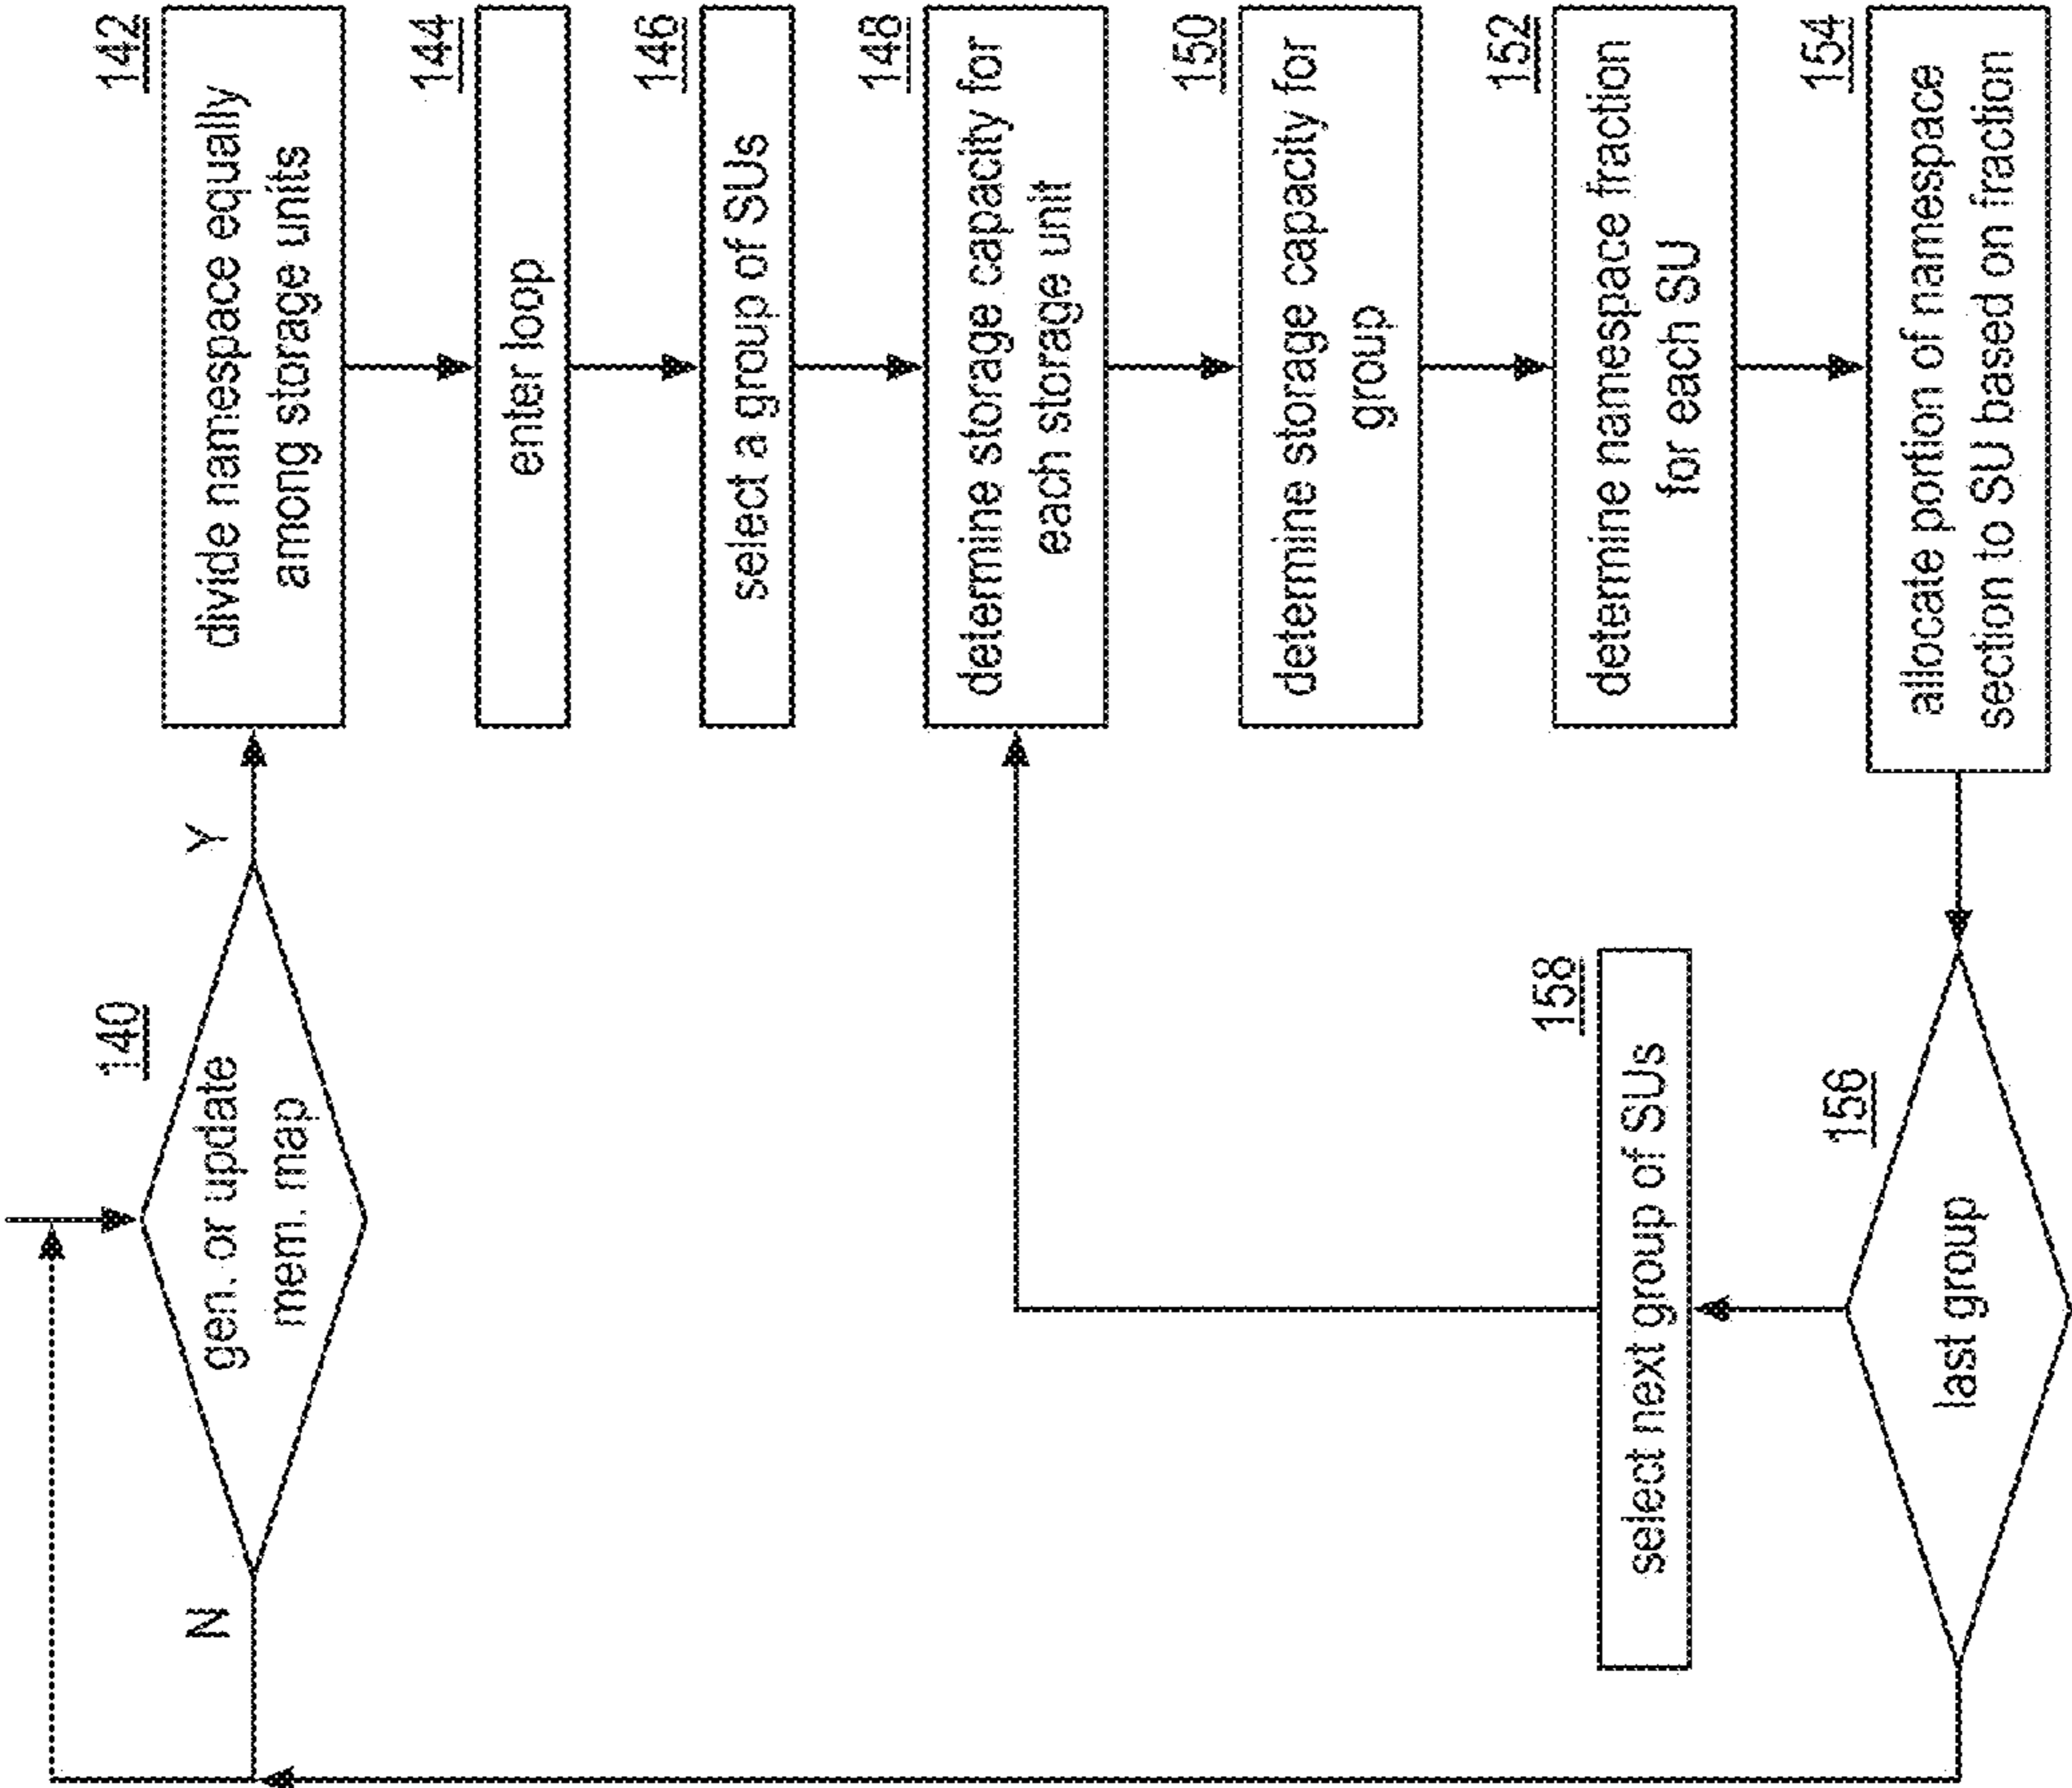 140
gen. or update
mem. map
N
Y
142
divide namespace equally
among storage units
144
enter loop
146
select a group of SUs
148
determine storage capacity for
each storage unit
150
determine storage capacity for
group
152
determine namespace fraction
for each SU
154
allocate portion of namespace
section to SU based on fraction
156
last group
158
select next group of SUs